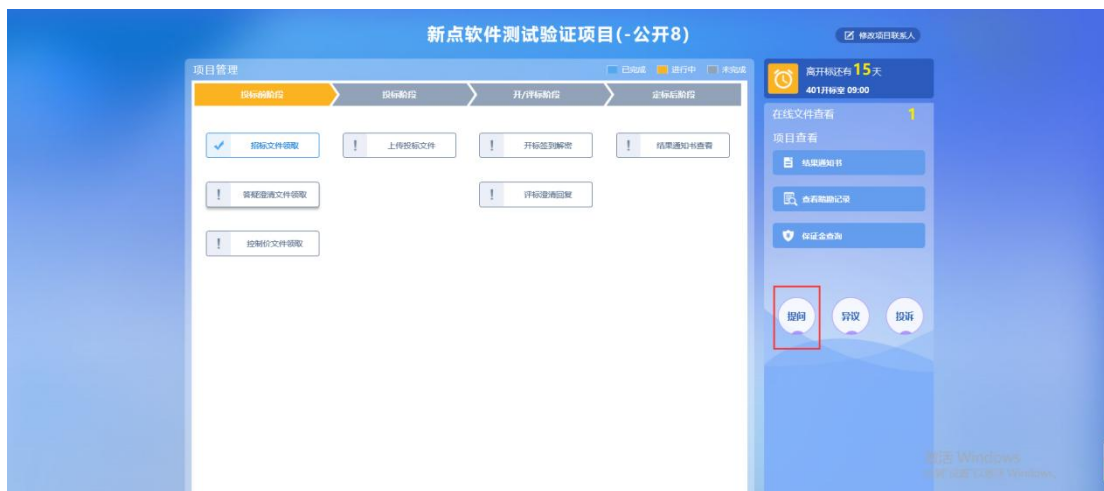 新点软件测试验证项目(-公开8)
修改项目联系人
项目管理
已完成 进行中 未完成
投标前阶段 投标阶段 开/评标阶段 定标后阶段
招标文件领取 上传投标文件 开标签到解密 结果通知书查看
答疑澄清文件领取 评标澄清回复
控制价文件领取
离开标还有15天
401开标室 09:00
在线文件查看 1
项目查看
结果通知书
查看踏勘记录
保证金查询
提问 异议 投诉
激活 Windows